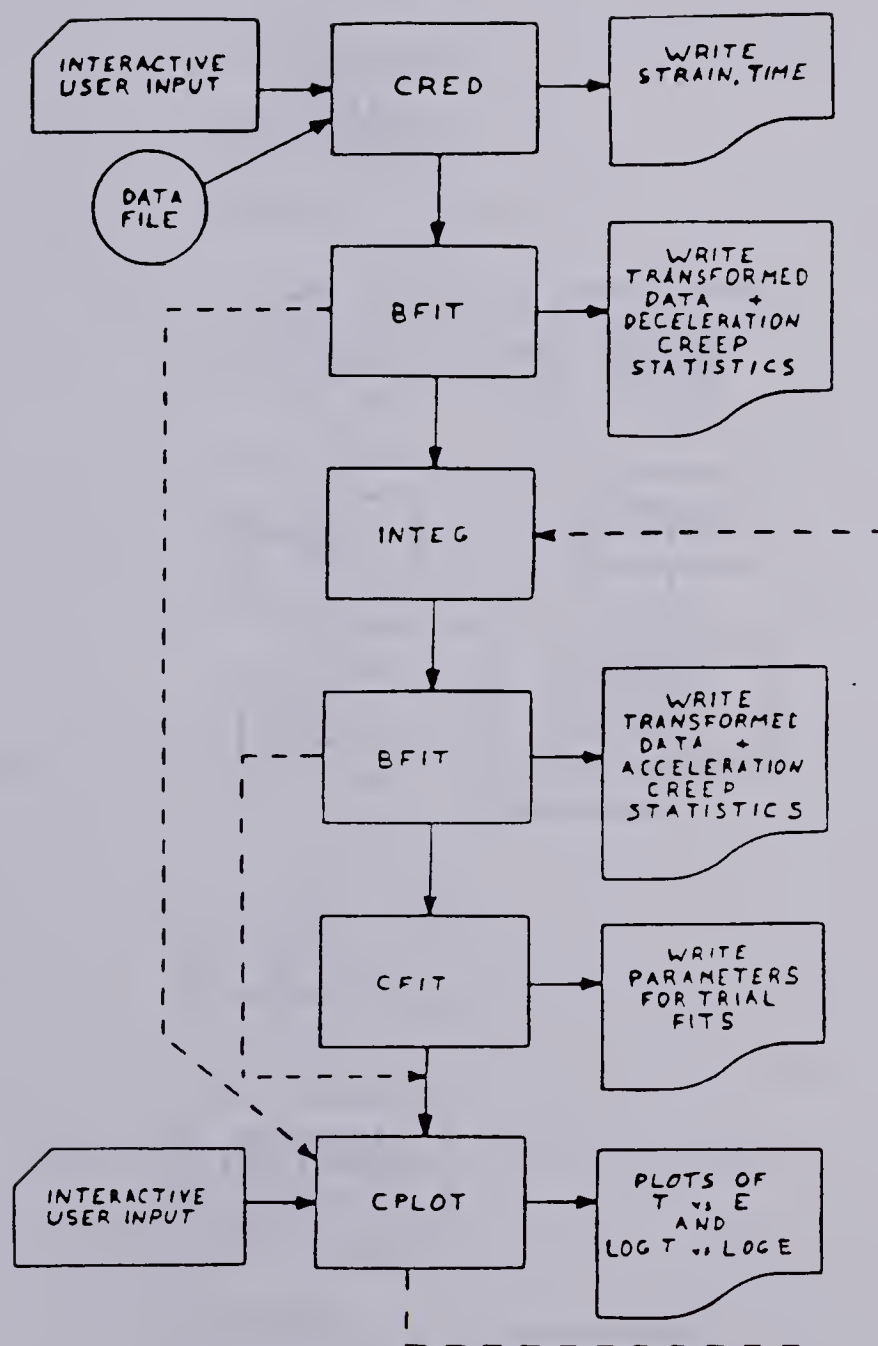 INTERACTIVE
USER INPUT
CRED
WRITE
STRAIN, TIME
DATA
FILE
BFIT
WRITE
TRANSFORMED
DATA +
DECELERATION
CREEP
STATISTICS
INTEG
BFIT
WRITE
TRANSFORMED
DATA +
ACCELERATION
CREEP
STATISTICS
CFIT
WRITE
PARAMETERS
FOR TRIAL
FITS
INTERACTIVE
USER INPUT
CPLOT
PLOTS OF
T vs E
AND
LOG T vs LOG E